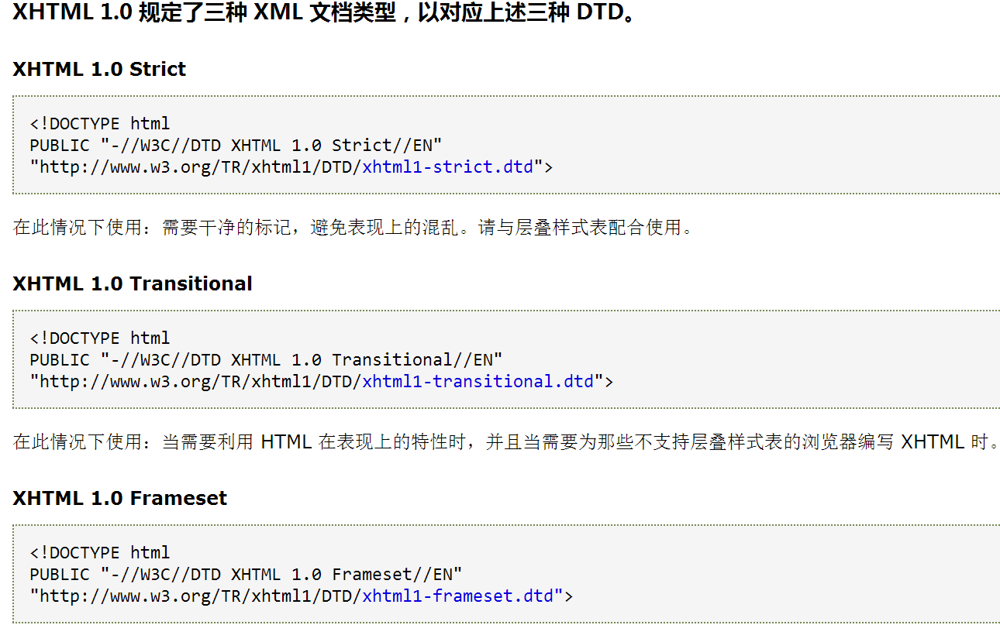 XHTML 1.0 规定了三种 XML 文档类型，以对应上述三种 DTD。
XHTML 1.0 Strict
<!DOCTYPE html
PUBLIC "-//W3C//DTD XHTML 1.0 Strict//EN"
"http://www.w3.org/TR/xhtml1/DTD/xhtml1-strict.dtd">
在此情况下使用：需要干净的标记，避免表现上的混乱。请与层叠样式表配合使用。
XHTML 1.0 Transitional
<!DOCTYPE html
PUBLIC "-//W3C//DTD XHTML 1.0 Transitional//EN"
"http://www.w3.org/TR/xhtml1/DTD/xhtml1-transitional.dtd">
在此情况下使用：当需要利用 HTML 在表现上的特性时，并且当需要为那些不支持层叠样式表的浏览器编写 XHTML 时。
XHTML 1.0 Frameset
<!DOCTYPE html
PUBLIC "-//W3C//DTD XHTML 1.0 Frameset//EN"
"http://www.w3.org/TR/xhtml1/DTD/xhtml1-frameset.dtd">